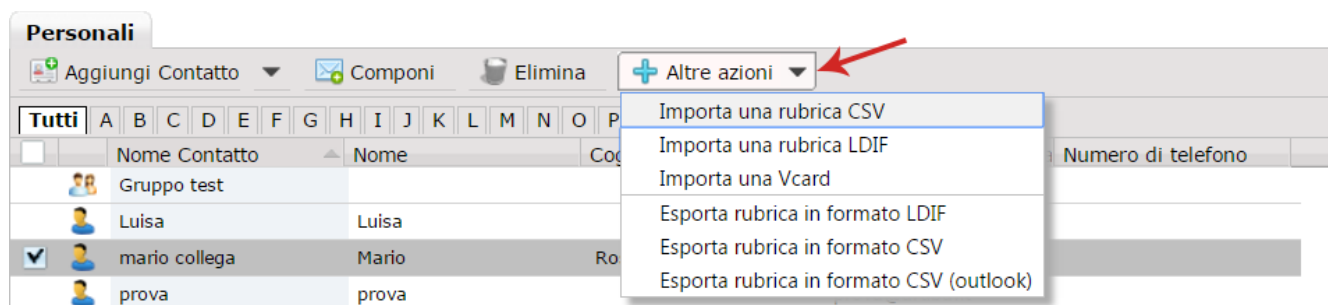 Personali
Aggiungi Contatto Componi Elimina Altre azioni
Tutti A B C D E F G H I J K L M N O P
Importa una rubrica CSV
Importa una rubrica LDIF
Importa una Vcard
Esporta rubrica in formato LDIF
Esporta rubrica in formato CSV
Esporta rubrica in formato CSV (outlook)
Nome Contatto Nome Cog Numero di telefono
Gruppo test
Luisa Luisa
mario collega Mario Ro
prova prova